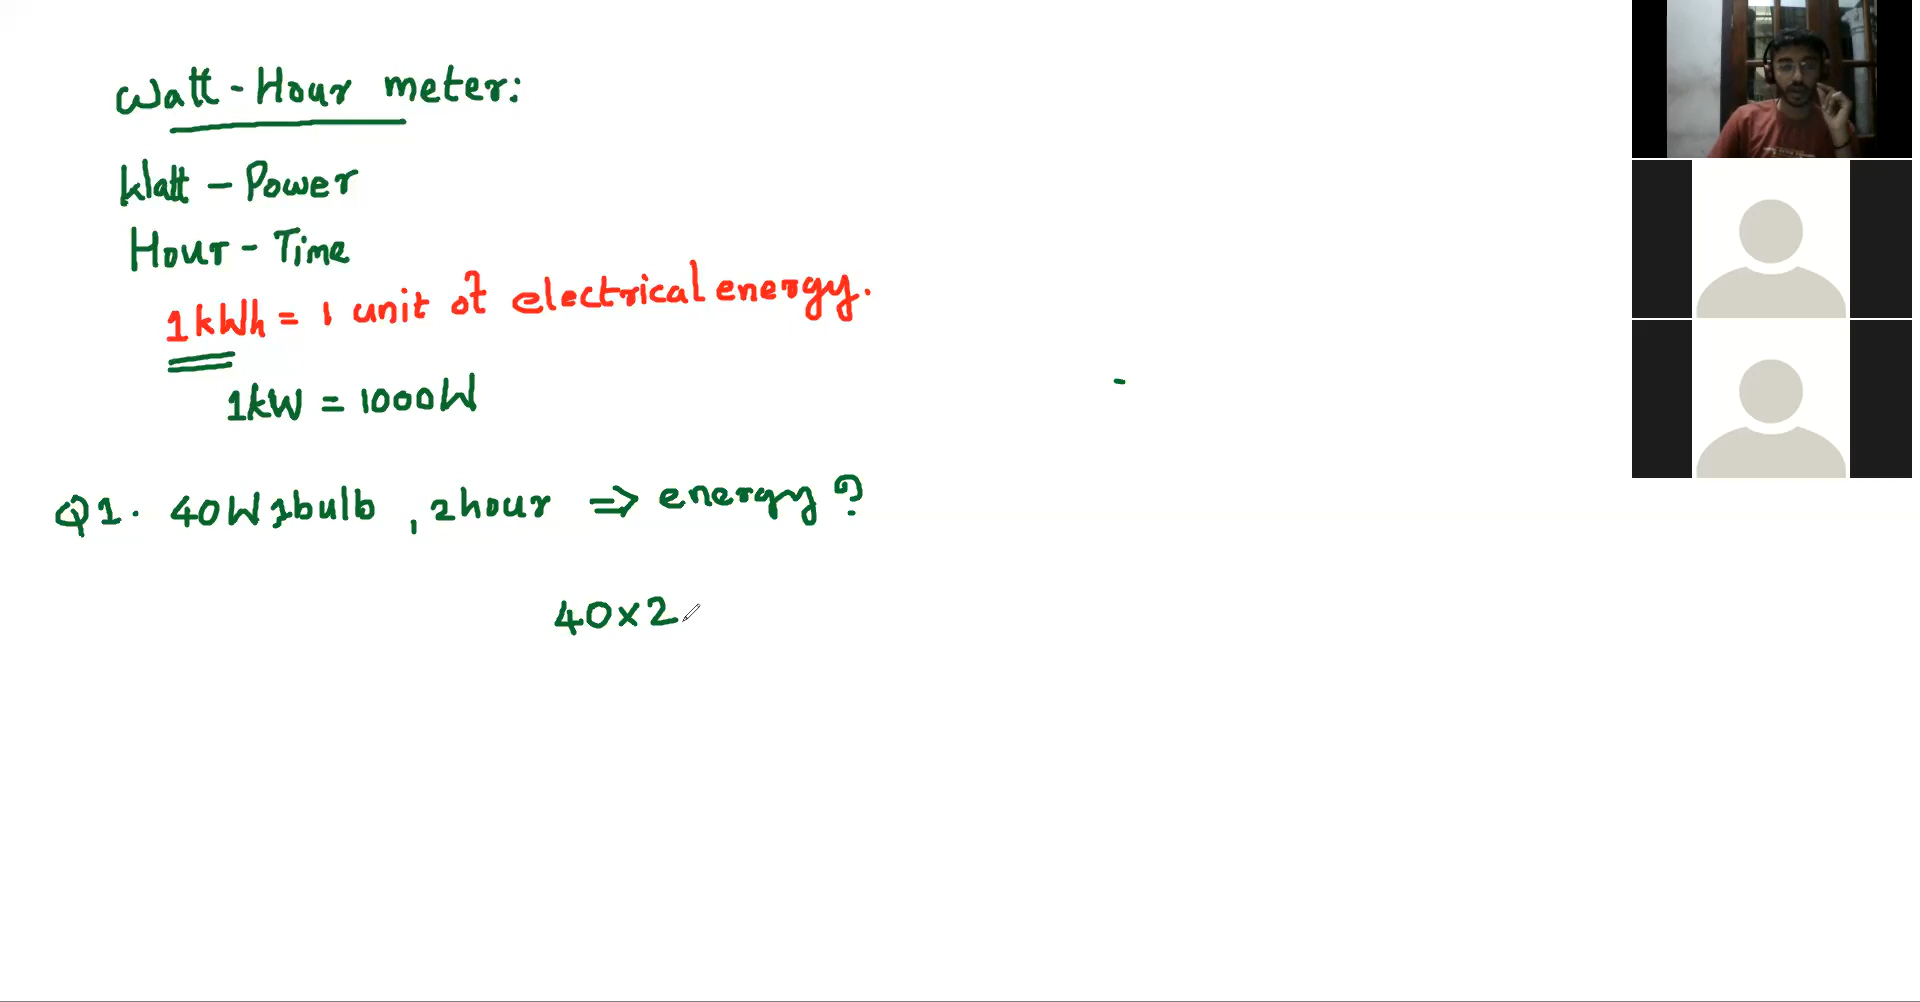 Watt-Hour meter:
Watt - Power
Hour - Time
1kWh = 1 unit of electrical energy.
1kW = 1000W
Q1. 40W 1bulb , 2hour ⇒ energy?
40×2